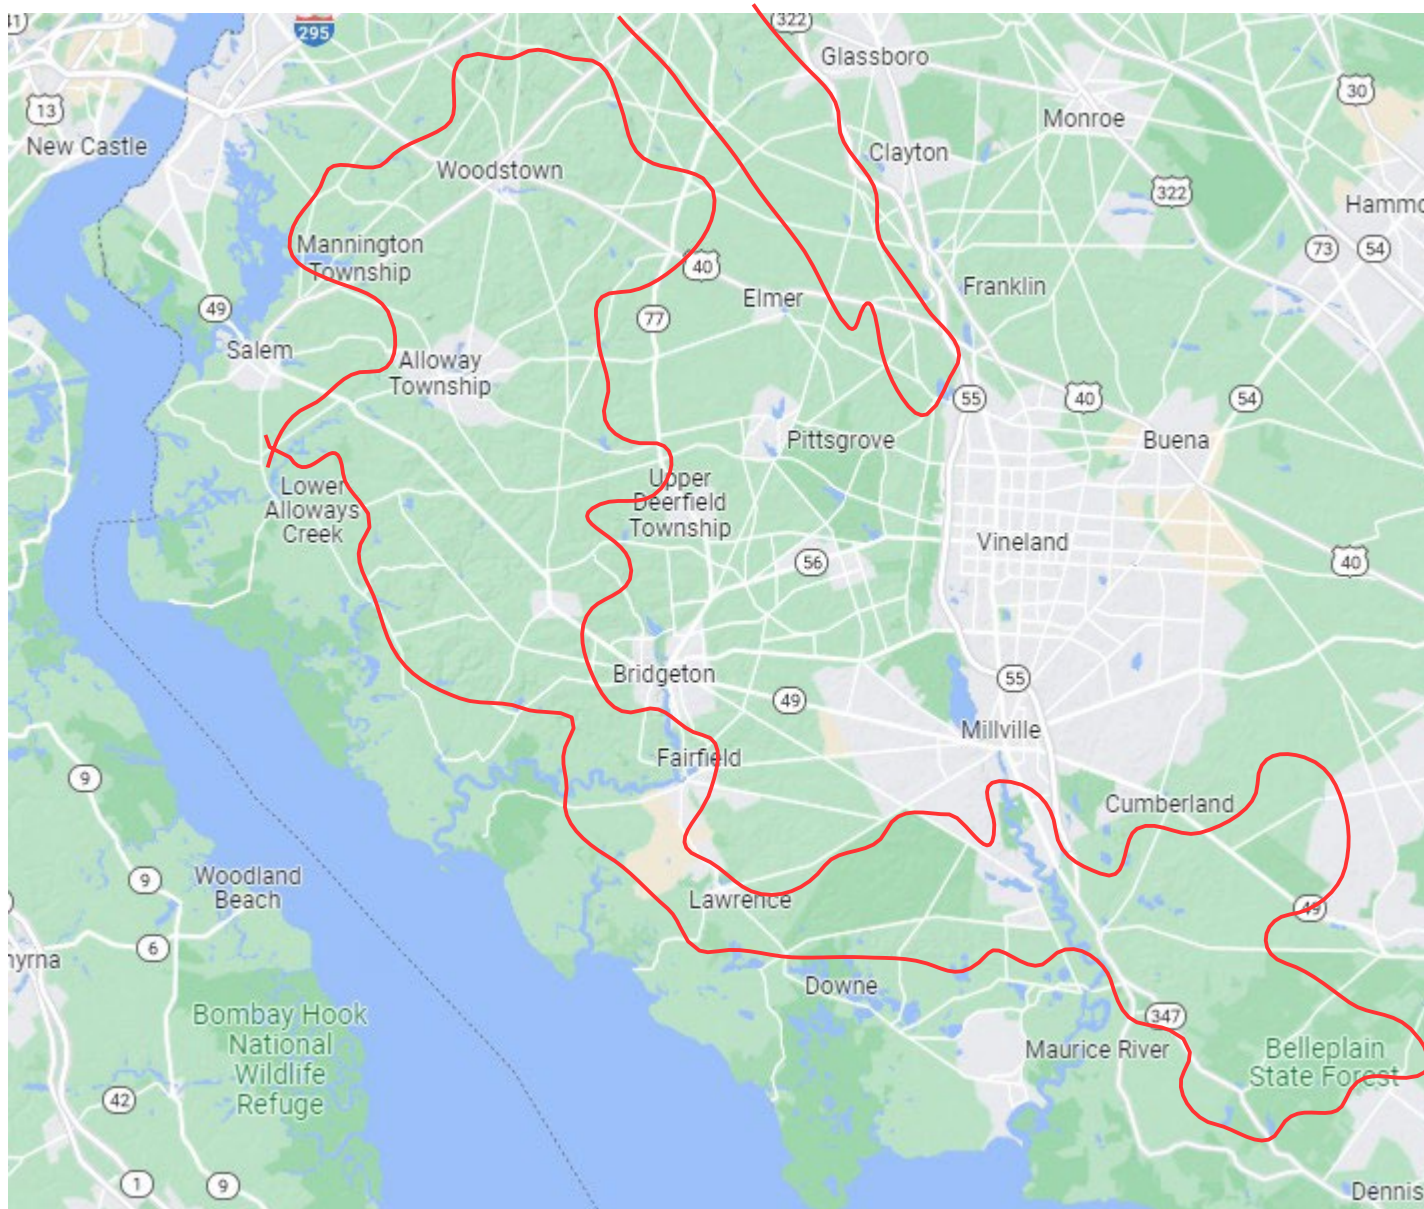 41
295
322
Glassboro
30
13
Monroe
New Castle
Clayton
Woodstown
322
Hammo
Mannington
Township
73
54
40
Franklin
Elmer
49
77
Salem
Alloway
Township
55
40
54
Pittsgrove
Buena
Upper
Deerfield
Township
Lower
Alloways
Creek
Vineland
56
40
Bridgeton
55
49
Millville
Fairfield
9
Cumberland
9
Woodland
Beach
Lawrence
49
6
nyrna
Downe
Bombay Hook
National
Wildlife
Refuge
347
Maurice River
Belleplain
State Forest
42
1
9
Dennis